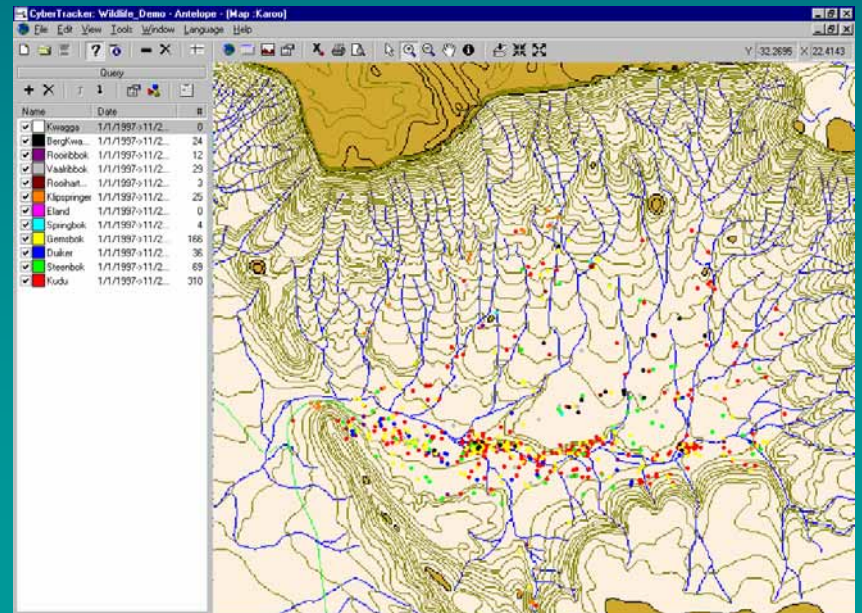 CyberTracker: Wildlife_Demo - Antelope - [Map :Karoo]
File Edit View Tools Window Language Help
Y -32.2695 X 22.4143
Query
Name Date #
Kwagga 1/1/1997->11/2... 0
BergKwa... 1/1/1997->11/2... 24
Rooiribbok 1/1/1997->11/2... 12
Vaalribbok 1/1/1997->11/2... 29
Rooihart... 1/1/1997->11/2... 3
Klipspringer 1/1/1997->11/2... 25
Eland 1/1/1997->11/2... 0
Springbok 1/1/1997->11/2... 4
Gemsbok 1/1/1997->11/2... 166
Duiker 1/1/1997->11/2... 36
Steenbok 1/1/1997->11/2... 69
Kudu 1/1/1997->11/2... 310